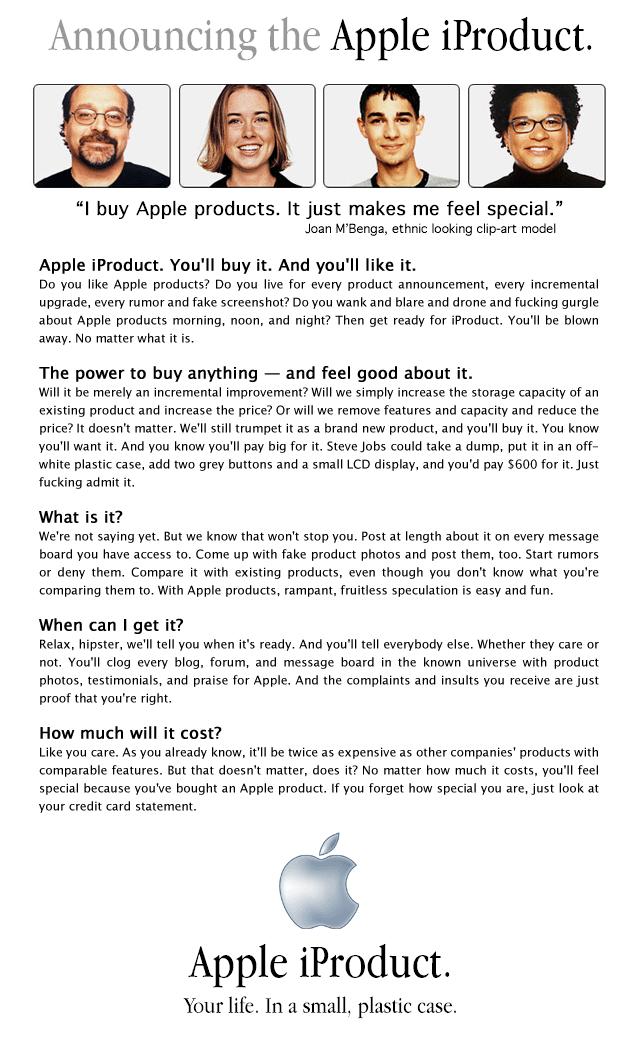 Announcing the Apple iProduct.
“I buy Apple products. It just makes me feel special.”
Joan M'Benga, ethnic looking clip-art model
Apple iProduct. You'll buy it. And you'll like it.
Do you like Apple products? Do you live for every product announcement, every incremental
upgrade, every rumor and fake screenshot? Do you wank and blare and drone and fucking gurgle
about Apple products morning, noon, and night? Then get ready for iProduct. You'll be blown
away. No matter what it is.
The power to buy anything — and feel good about it.
Will it be merely an incremental improvement? Will we simply increase the storage capacity of an
existing product and increase the price? Or will we remove features and capacity and reduce the
price? It doesn't matter. We'll still trumpet it as a brand new product, and you'll buy it. You know
you'll want it. And you know you'll pay big for it. Steve Jobs could take a dump, put it in an off-
white plastic case, add two grey buttons and a small LCD display, and you'd pay $600 for it. Just
fucking admit it.
What is it?
We're not saying yet. But we know that won't stop you. Post at length about it on every message
board you have access to. Come up with fake product photos and post them, too. Start rumors
or deny them. Compare it with existing products, even though you don't know what you're
comparing them to. With Apple products, rampant, fruitless speculation is easy and fun.
When can I get it?
Relax, hipster, we'll tell you when it's ready. And you'll tell everybody else. Whether they care or
not. You'll clog every blog, forum, and message board in the known universe with product
photos, testimonials, and praise for Apple. And the complaints and insults you receive are just
proof that you're right.
How much will it cost?
Like you care. As you already know, it'll be twice as expensive as other companies' products with
comparable features. But that doesn't matter, does it? No matter how much it costs, you'll feel
special because you've bought an Apple product. If you forget how special you are, just look at
your credit card statement.
Apple iProduct.
Your life. In a small, plastic case.